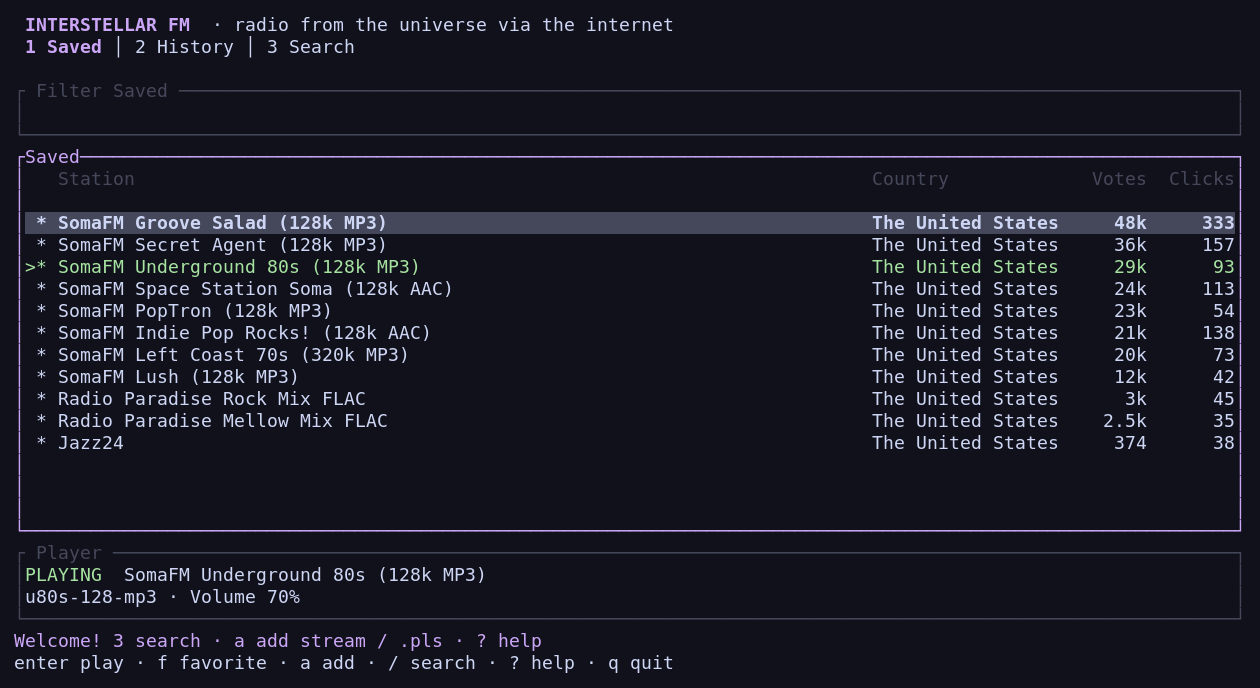 INTERSTELLAR FM · radio from the universe via the internet
1 Saved │ 2 History │ 3 Search
Filter Saved
Saved
Station Country Votes Clicks
* SomaFM Groove Salad (128k MP3) The United States 48k 333
* SomaFM Secret Agent (128k MP3) The United States 36k 157
>* SomaFM Underground 80s (128k MP3) The United States 29k 93
* SomaFM Space Station Soma (128k AAC) The United States 24k 113
* SomaFM PopTron (128k MP3) The United States 23k 54
* SomaFM Indie Pop Rocks! (128k AAC) The United States 21k 138
* SomaFM Left Coast 70s (320k MP3) The United States 20k 73
* SomaFM Lush (128k MP3) The United States 12k 42
* Radio Paradise Rock Mix FLAC The United States 3k 45
* Radio Paradise Mellow Mix FLAC The United States 2.5k 35
* Jazz24 The United States 374 38
Player
PLAYING SomaFM Underground 80s (128k MP3)
u80s-128-mp3 · Volume 70%
Welcome! 3 search · a add stream / .pls · ? help
enter play · f favorite · a add · / search · ? help · q quit